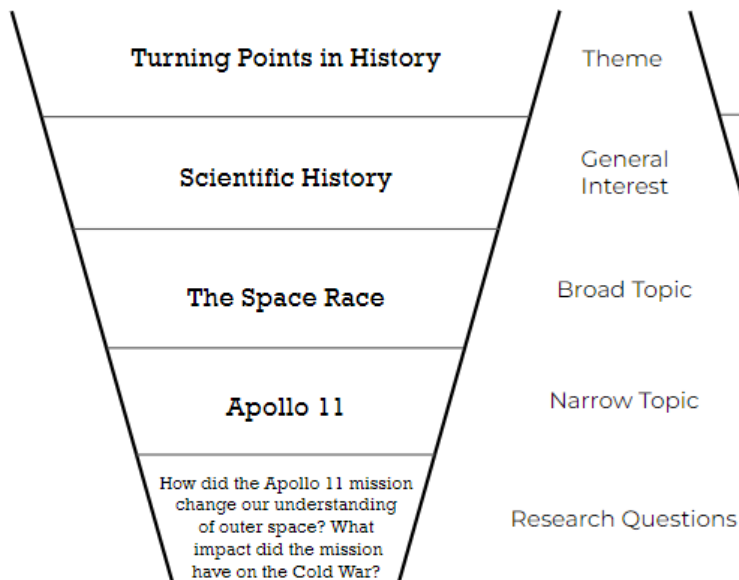 Turning Points in History
Theme
Scientific History
General
Interest
The Space Race
Broad Topic
Apollo 11
Narrow Topic
How did the Apollo 11 mission
change our understanding
of outer space? What
impact did the mission
have on the Cold War?
Research Questions